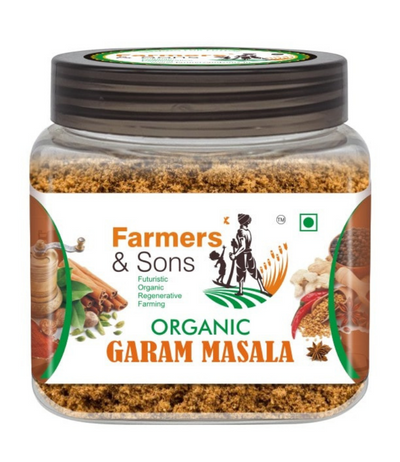 Farmers
& Sons
TM
Futuristic
Organic
Regenerative
Farming
ORGANIC
GARAM MASALA